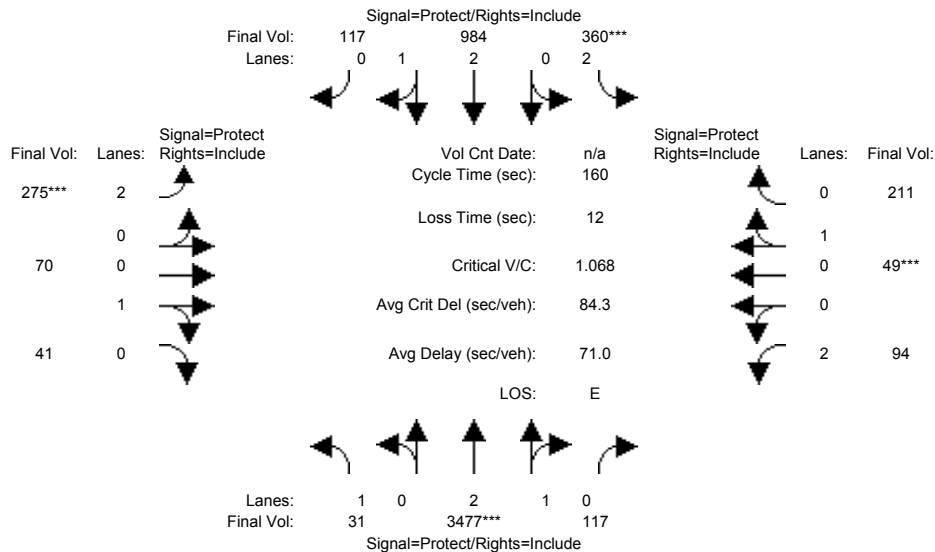 Signal=Protect/Rights=Include
Final Vol: 117 984 360***
Lanes: 0 1 2 0 2
Signal=Protect
Final Vol: Lanes: Rights=Include
Vol Cnt Date: n/a
Signal=Protect
Rights=Include Lanes: Final Vol:
Cycle Time (sec): 160
275*** 2
0 211
Loss Time (sec): 12
0
1
70 0
Critical V/C: 1.068
0 49***
1
Avg Crit Del (sec/veh): 84.3
0
41 0
Avg Delay (sec/veh): 71.0
2 94
LOS: E
Lanes: 1 0 2 1 0
Final Vol: 31 3477*** 117
Signal=Protect/Rights=Include